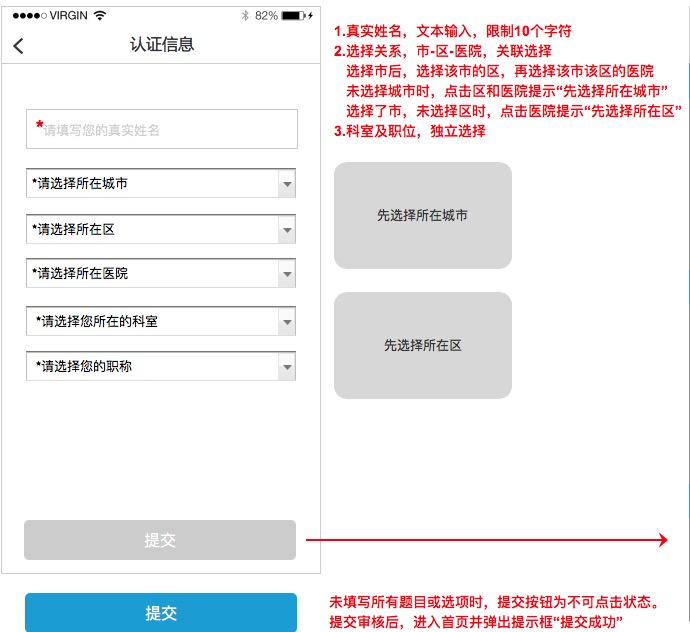 VIRGIN
82%
认证信息
*请填写您的真实姓名
*请选择所在城市
*请选择所在区
*请选择所在医院
*请选择您所在的科室
*请选择您的职称
提交
提交
1.真实姓名，文本输入，限制10个字符
2.选择关系，市-区-医院，关联选择
选择市后，选择该市的区，再选择该市该区的医院
未选择城市时，点击区和医院提示“先选择所在城市”
选择了市，未选择区时，点击医院提示“先选择所在区”
3.科室及职位，独立选择
先选择所在城市
先选择所在区
未填写所有题目或选项时，提交按钮为不可点击状态。
提交审核后，进入首页并弹出提示框“提交成功”